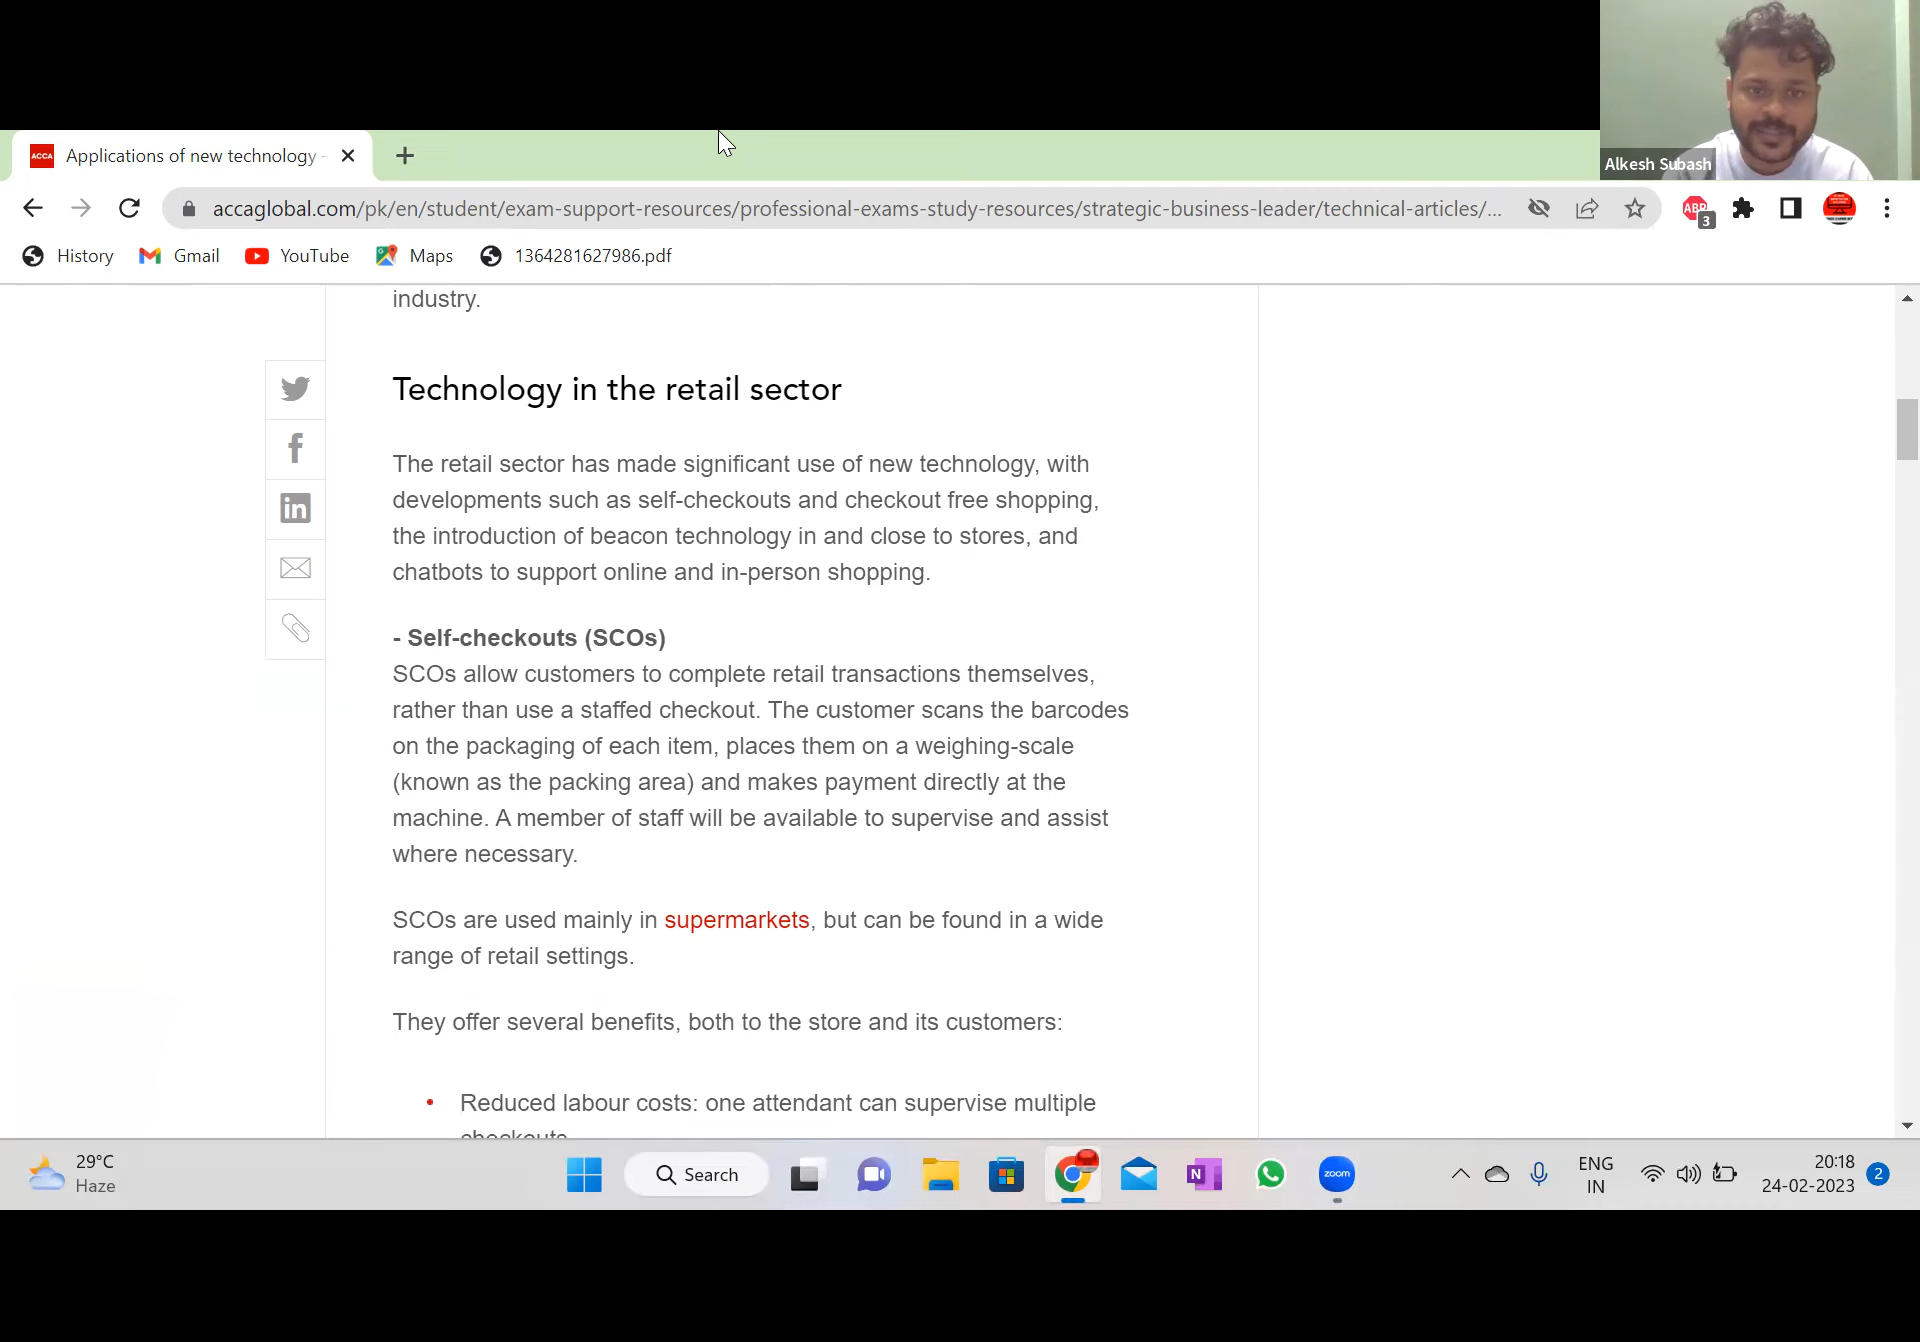 Alkesh Subash
ACCA
Applications of new technology -
accaglobal.com/pk/en/student/exam-support-resources/professional-exams-study-resources/strategic-business-leader/technical-articles/...
ABP
3
History
Gmail
YouTube
Maps
1364281627986.pdf
industry.
Technology in the retail sector
The retail sector has made significant use of new technology, with
developments such as self-checkouts and checkout free shopping,
the introduction of beacon technology in and close to stores, and
chatbots to support online and in-person shopping.
- Self-checkouts (SCOs)
SCOs allow customers to complete retail transactions themselves,
rather than use a staffed checkout. The customer scans the barcodes
on the packaging of each item, places them on a weighing-scale
(known as the packing area) and makes payment directly at the
machine. A member of staff will be available to supervise and assist
where necessary.
SCOs are used mainly in supermarkets, but can be found in a wide
range of retail settings.
They offer several benefits, both to the store and its customers:
• Reduced labour costs: one attendant can supervise multiple
checkouts
29°C
Haze
Search
N
zoom
ENG
IN
20:18
24-02-2023
2